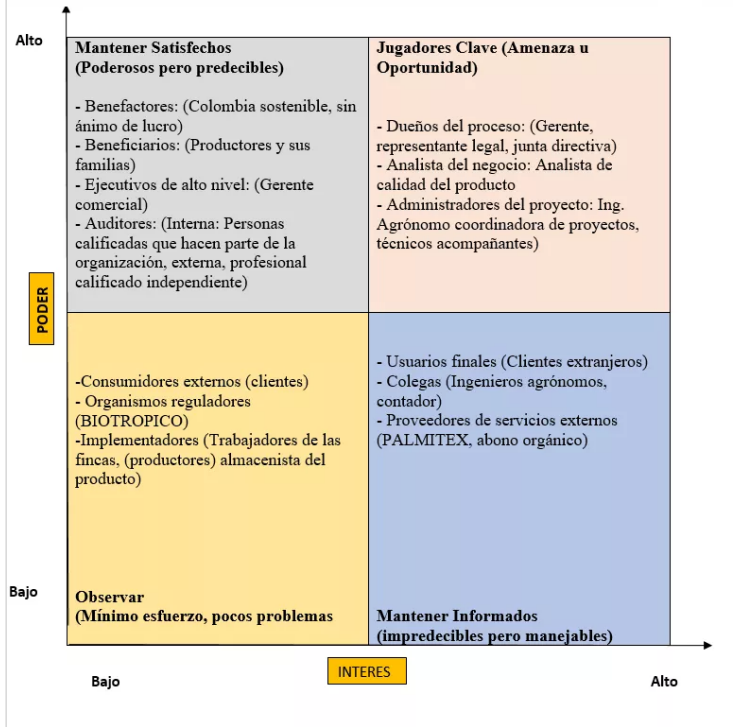 Alto
Mantener Satisfechos
(Poderosos pero predecibles)
- Benefactores: (Colombia sostenible, sin
ánimo de lucro)
- Beneficiarios: (Productores y sus
familias)
- Ejecutivos de alto nivel: (Gerente
comercial)
- Auditores: (Interna: Personas
calificadas que hacen parte de la
organización, externa, profesional
calificado independiente)
Jugadores Clave (Amenaza u
Oportunidad)
- Dueños del proceso: (Gerente,
representante legal, junta directiva)
- Analista del negocio: Analista de
calidad del producto
- Administradores del proyecto: Ing.
Agrónomo coordinadora de proyectos,
técnicos acompañantes)
PODER
-Consumidores externos (clientes)
- Organismos reguladores
(BIOTROPICO)
-Implementadores (Trabajadores de las
fincas, (productores) almacenista del
producto)
Observar
(Mínimo esfuerzo, pocos problemas
- Usuarios finales (Clientes extranjeros)
- Colegas (Ingenieros agrónomos,
contador)
- Proveedores de servicios externos
(PALMITEX, abono orgánico)
Mantener Informados
(impredecibles pero manejables)
Bajo
Bajo
INTERES
Alto